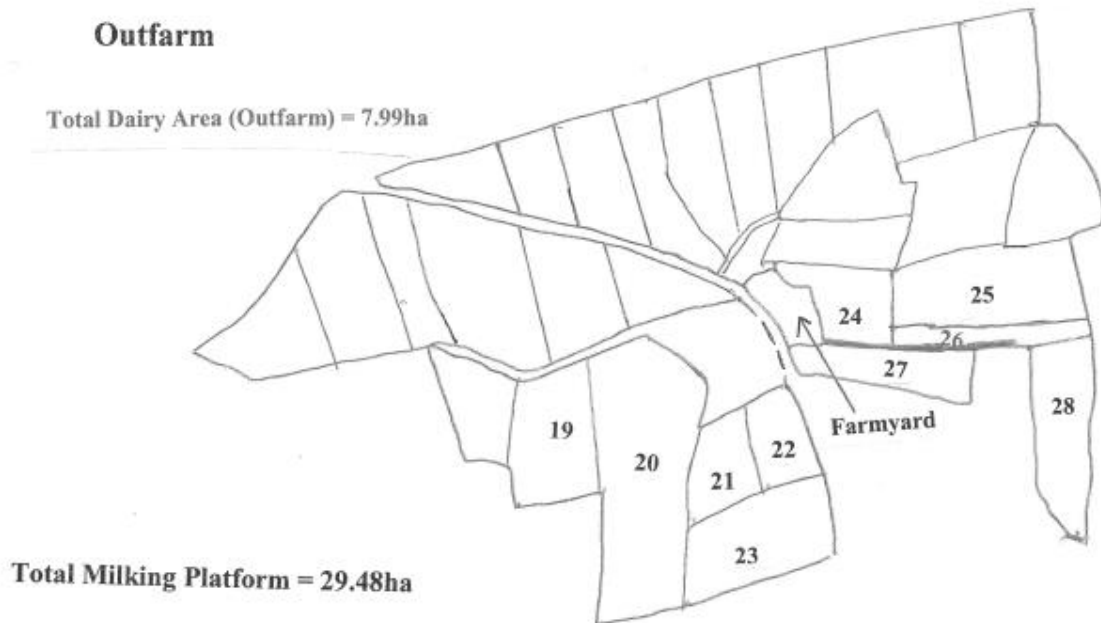 Outfarm
Total Dairy Area (Outfarm) = 7.99ha
25
24
26
27
28
Farmyard
19
22
20
21
23
Total Milking Platform = 29.48ha